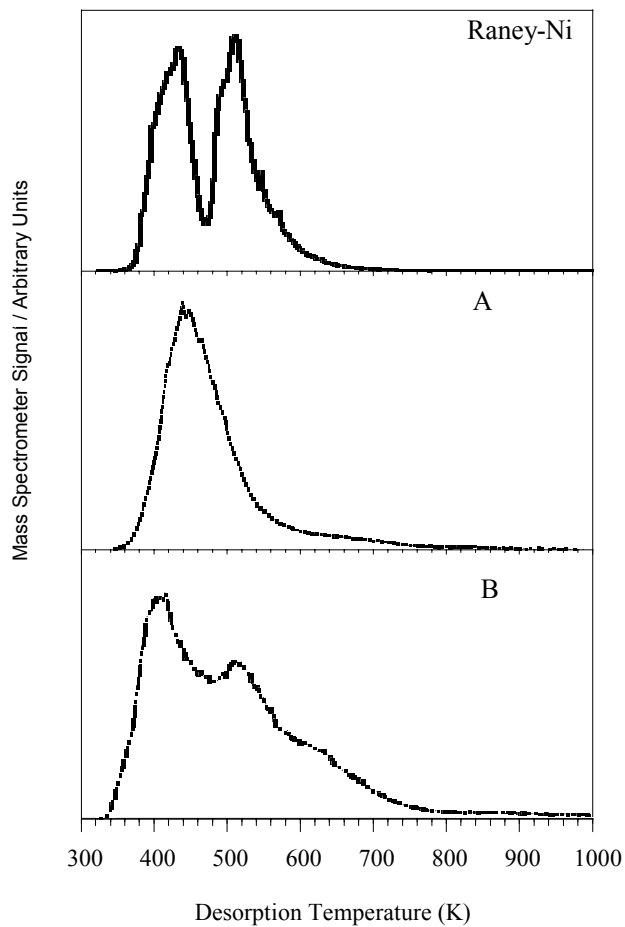 Raney-Ni
A
B
Mass Spectrometer Signal / Arbitrary Units
300 400 500 600 700 800 900 1000
Desorption Temperature (K)